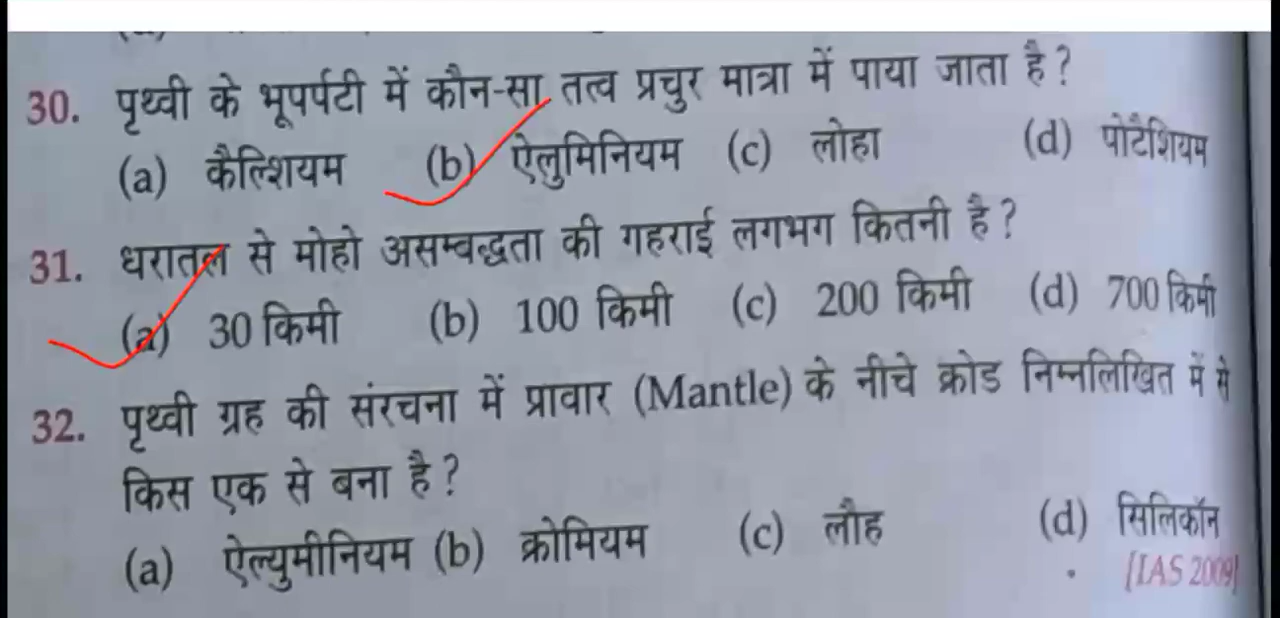 30. पृथ्वी के भूपर्पटी में कौन-सा तत्व प्रचुर मात्रा में पाया जाता है?
(a) कैल्शियम (b) ऐलुमिनियम (c) लोहा (d) पोटैशियम
31. धरातल से मोहो असम्बद्धता की गहराई लगभग कितनी है?
(a) 30 किमी (b) 100 किमी (c) 200 किमी (d) 700 किमी
32. पृथ्वी ग्रह की संरचना में प्रावार (Mantle) के नीचे क्रोड निम्नलिखित में से
किस एक से बना है?
(a) ऐल्युमीनियम (b) क्रोमियम (c) लौह (d) सिलिकॉन
[IAS 2009]